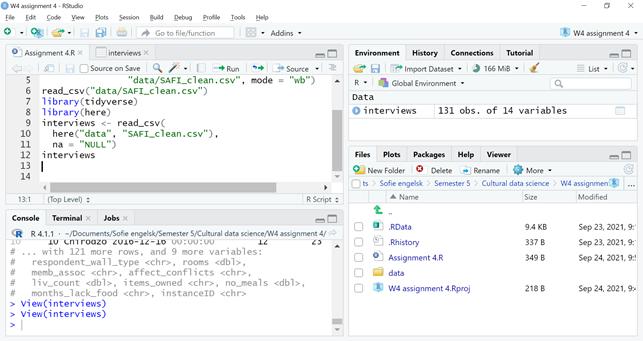 W4 assignment 4 - RStudio
File Edit Code View Plots Session Build Debug Profile Tools Help
Go to file/function Addins W4 assignment 4
Assignment 4.R interviews
Source on Save Run Source
5 "data/SAFI_clean.csv", mode = "wb")
6 read_csv("data/SAFI_clean.csv")
7 library(tidyverse)
8 library(here)
9 interviews <- read_csv(
10 here("data", "SAFI_clean.csv"),
11 na = "NULL")
12 interviews
13
14
13:1 (Top Level) R Script
Console Terminal Jobs
R 4.1.1 · ~/Documents/Sofie engelsk/Semester 5/Cultural data science/W4 assignment 4/
10 10 Chirodzo 2016-12-16 00:00:00 12 23
# ... with 121 more rows, and 9 more variables:
# respondent_wall_type <chr>, rooms <dbl>,
# memb_assoc <chr>, affect_conflicts <chr>,
# liv_count <dbl>, items_owned <chr>, no_meals <dbl>,
# months_lack_food <chr>, instanceID <chr>
> View(interviews)
> View(interviews)
>
Environment History Connections Tutorial
Import Dataset 166 MiB List
R Global Environment
Data
interviews 131 obs. of 14 variables
Files Plots Packages Help Viewer
New Folder Delete Rename More
ts Sofie engelsk Semester 5 Cultural data science W4 assignmen ...
Name Size Modified
..
.RData 9.4 KB Sep 23, 2021, 9:
.Rhistory 337 B Sep 23, 2021, 9:
Assignment 4.R 349 B Sep 24, 2021, 9:
data
W4 assignment 4.Rproj 218 B Sep 24, 2021, 9: